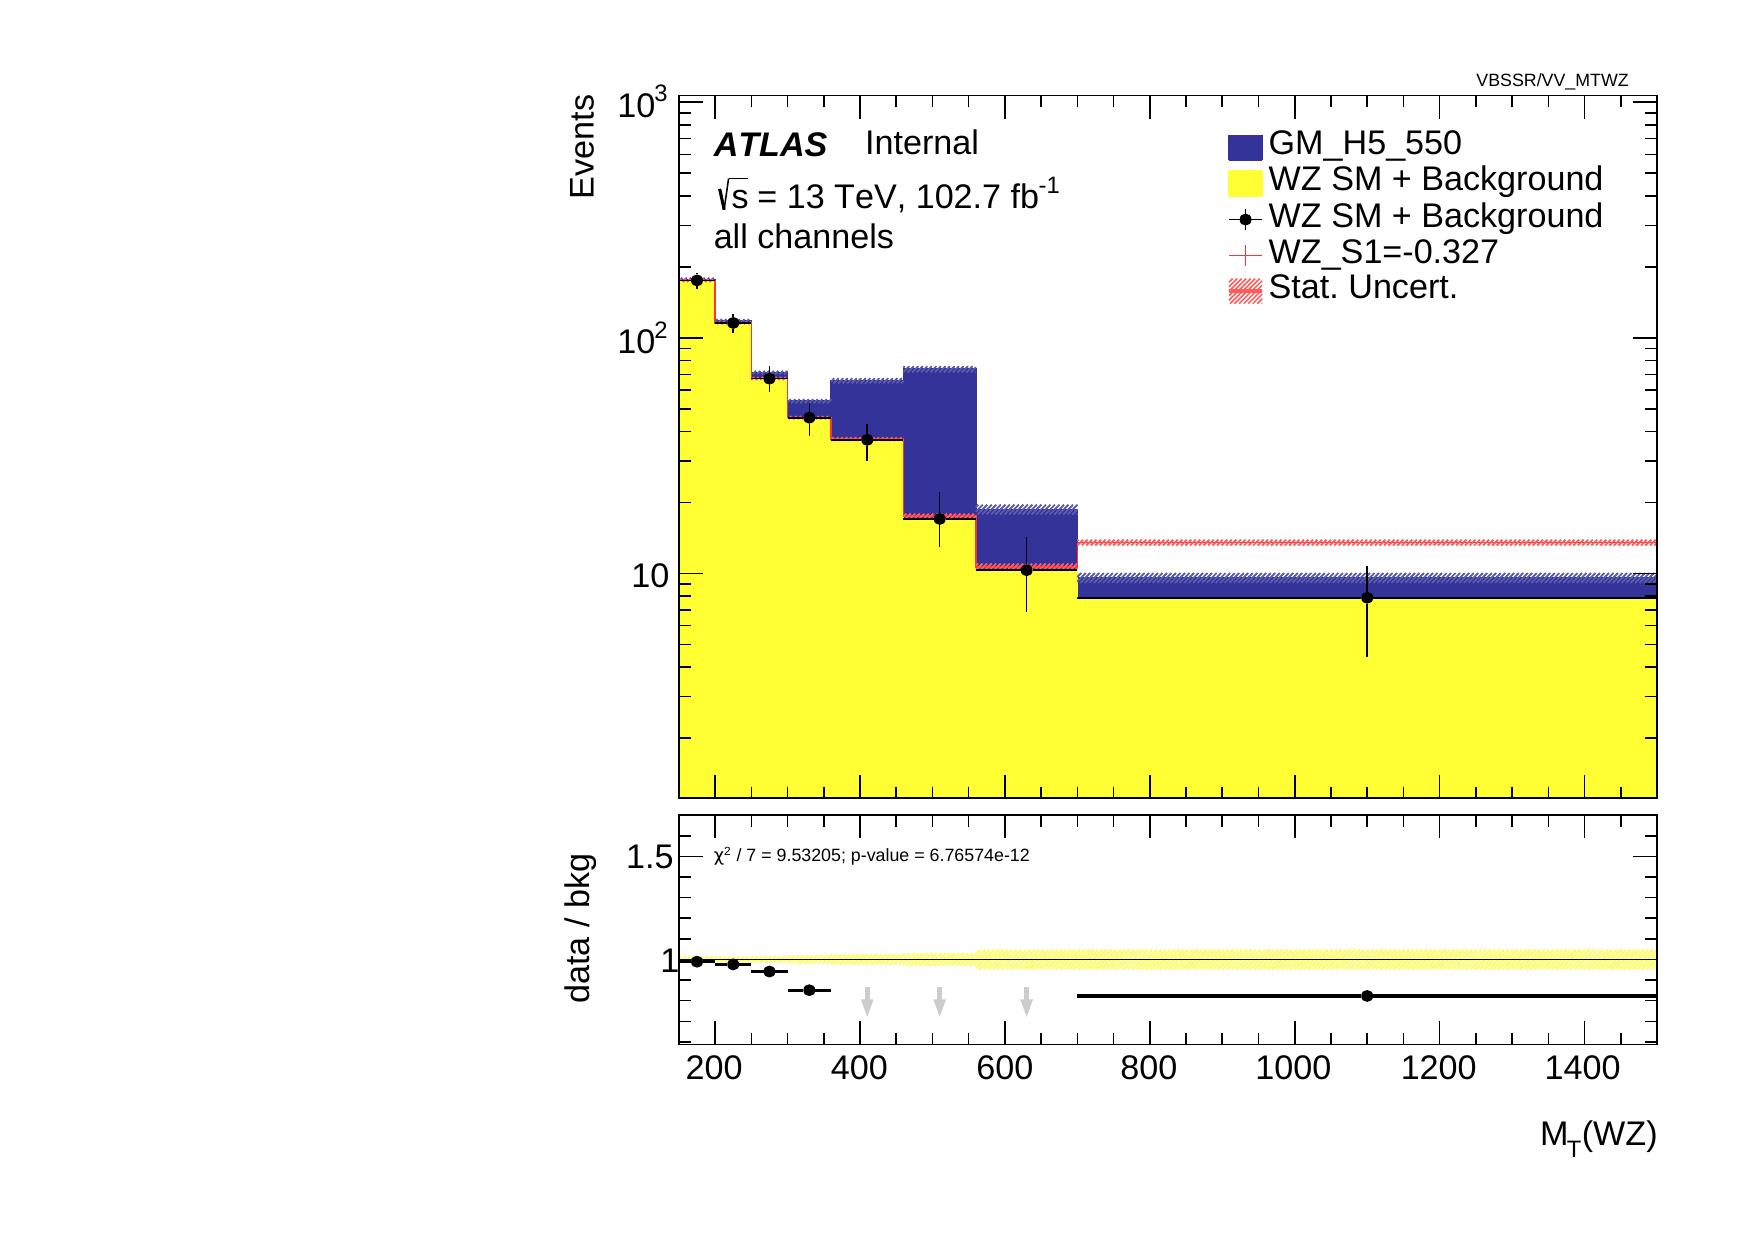 VBSSR/VV_MTWZ
Events
10³
10²
10
ATLAS Internal
√s = 13 TeV, 102.7 fb⁻¹
all channels
GM_H5_550
WZ SM + Background
WZ SM + Background
WZ_S1=-0.327
Stat. Uncert.
data / bkg
1.5
1
χ² / 7 = 9.53205; p-value = 6.76574e-12
200 400 600 800 1000 1200 1400
M_T(WZ)